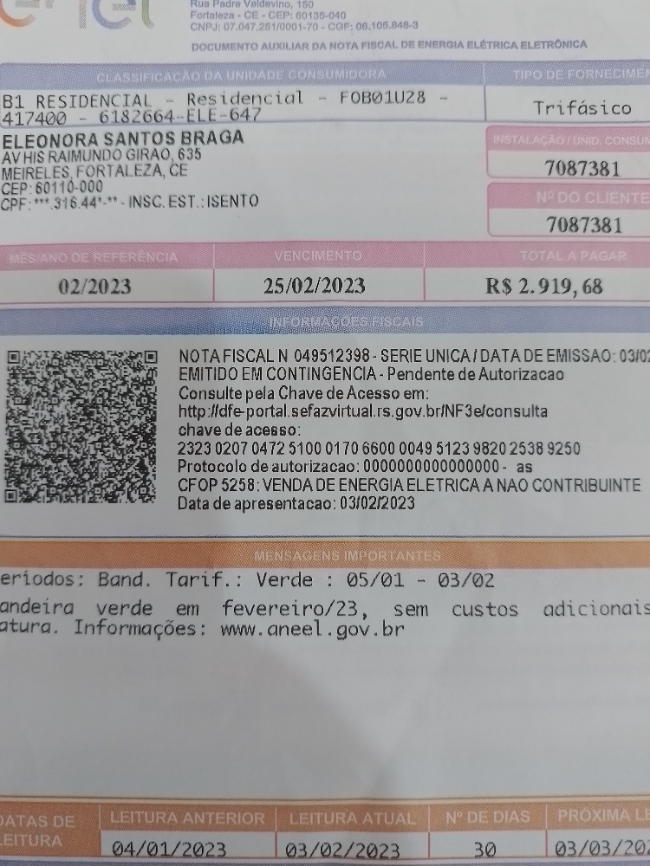 enel
Rua Padre Valdevino, 150
Fortaleza - CE - CEP: 60135-040
CNPJ: 07.047.251/0001-70 - CGF: 06.105.848-3
DOCUMENTO AUXILIAR DA NOTA FISCAL DE ENERGIA ELÉTRICA ELETRÔNICA
CLASSIFICAÇÃO DA UNIDADE CONSUMIDORA
TIPO DE FORNECIMEN
B1 RESIDENCIAL - Residencial - FOB01U28 -
417400 - 6182664-ELE-647
Trifásico
ELEONORA SANTOS BRAGA
AV HIS RAIMUNDO GIRAO, 635
MEIRELES, FORTALEZA, CE
CEP: 60110-000
CPF: ***.316.44*-** - INSC. EST.: ISENTO
INSTALAÇÃO / UNID. CONSUM
7087381
Nº DO CLIENTE
7087381
MÊS/ANO DE REFERÊNCIA
VENCIMENTO
TOTAL A PAGAR
02/2023
25/02/2023
R$ 2.919,68
INFORMAÇÕES FISCAIS
NOTA FISCAL N 049512398 - SERIE UNICA / DATA DE EMISSAO: 03/02
EMITIDO EM CONTINGENCIA - Pendente de Autorizacao
Consulte pela Chave de Acesso em:
http://dfe-portal.sefazvirtual.rs.gov.br/NF3e/consulta
chave de acesso:
2323 0207 0472 5100 0170 6600 0049 5123 9820 2538 9250
Protocolo de autorizacao: 0000000000000000 - as
CFOP 5258: VENDA DE ENERGIA ELETRICA A NAO CONTRIBUINTE
Data de apresentacao: 03/02/2023
MENSAGENS IMPORTANTES
eríodos: Band. Tarif.: Verde : 05/01 - 03/02
andeira verde em fevereiro/23, sem custos adicionais
atura. Informações: www.aneel.gov.br
DATAS DE
LEITURA
LEITURA ANTERIOR
LEITURA ATUAL
Nº DE DIAS
PRÓXIMA LE
04/01/2023
03/02/2023
30
03/03/202